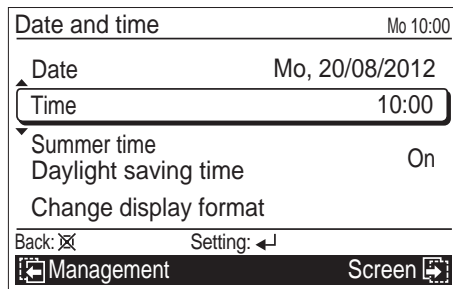 Date and time Mo 10:00
Date Mo, 20/08/2012
Time 10:00
Summer time
Daylight saving time On
Change display format
Back: Setting:
Management Screen